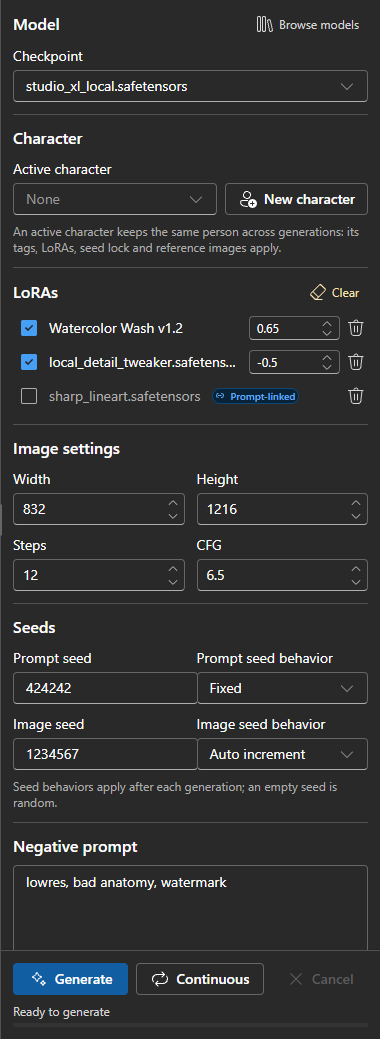 Model
Browse models
Checkpoint
studio_xl_local.safetensors
Character
Active character
None
New character
An active character keeps the same person across generations: its
tags, LoRAs, seed lock and reference images apply.
LoRAs
Clear
Watercolor Wash v1.2
0.65
local_detail_tweaker.safetens...
-0.5
sharp_lineart.safetensors
Prompt-linked
Image settings
Width
Height
832
1216
Steps
CFG
12
6.5
Seeds
Prompt seed
Prompt seed behavior
424242
Fixed
Image seed
Image seed behavior
1234567
Auto increment
Seed behaviors apply after each generation; an empty seed is
random.
Negative prompt
lowres, bad anatomy, watermark
Generate
Continuous
Cancel
Ready to generate